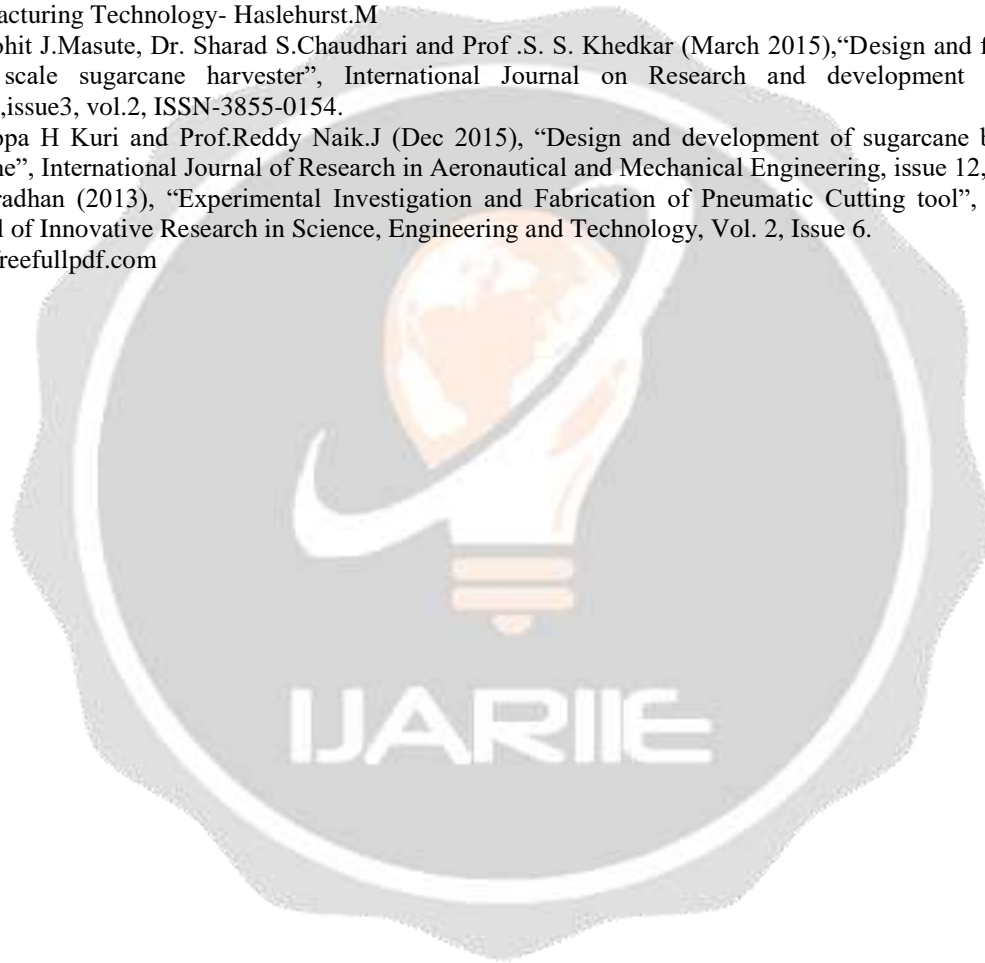 acturing Technology- Haslehurst.M
ohit J.Masute, Dr. Sharad S.Chaudhari and Prof .S. S. Khedkar (March 2015),“Design and f
scale sugarcane harvester”, International Journal on Research and development
,issue3, vol.2, ISSN-3855-0154.
ppa H Kuri and Prof.Reddy Naik.J (Dec 2015), “Design and development of sugarcane b
ne”, International Journal of Research in Aeronautical and Mechanical Engineering, issue 12,
radhan (2013), “Experimental Investigation and Fabrication of Pneumatic Cutting tool”,
l of Innovative Research in Science, Engineering and Technology, Vol. 2, Issue 6.
freefullpdf.com
IJARIIE